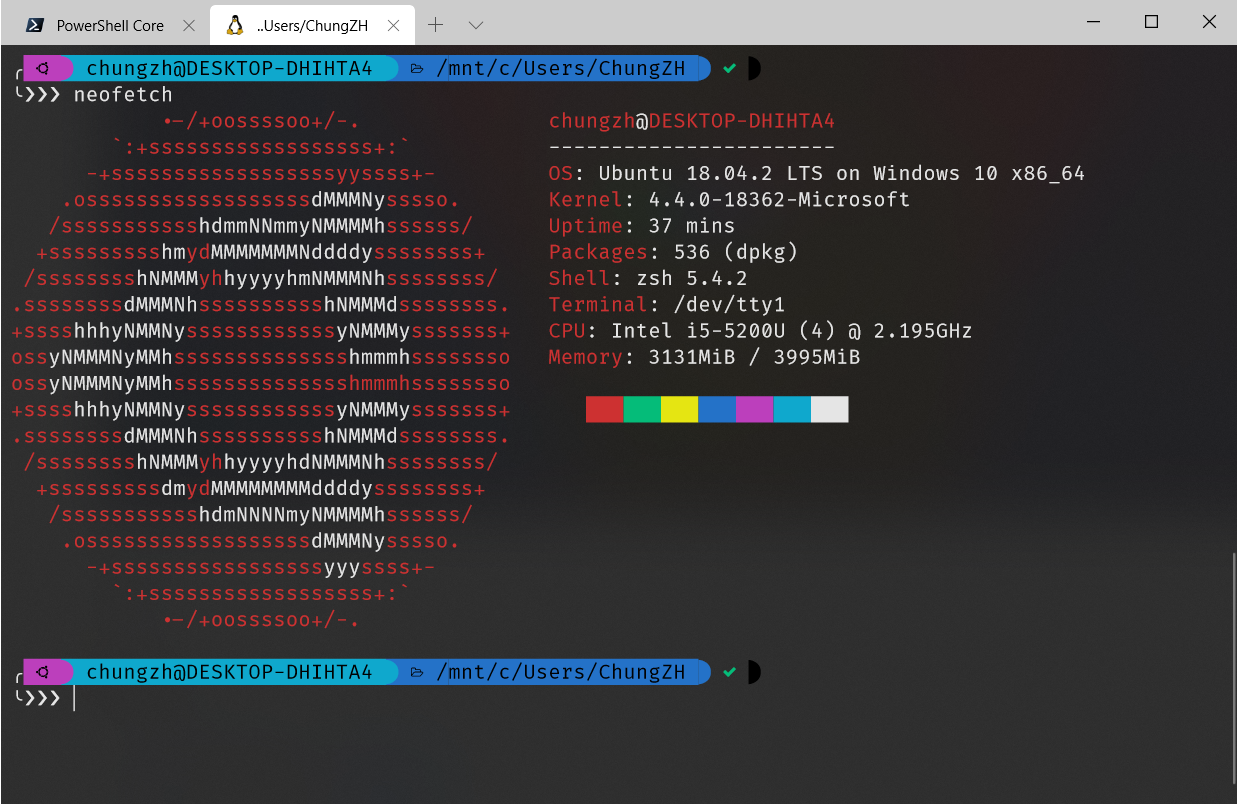 PowerShell Core
..Users/ChungZH
chungzh@DESKTOP-DHIHTA4 /mnt/c/Users/ChungZH
❯❯❯ neofetch
•-/+oossssoo+/-.
`:+ssssssssssssssssss+:`
-+ssssssssssssssssssyyssss+-
.ossssssssssssssssssdMMMNysssso.
/ssssssssssshdmmNNmmyNMMMMhssssss/
+ssssssssshmydMMMMMMMNddddyssssssss+
/sssssssshNMMMyhhyyyyhmNMMMNhssssssss/
.ssssssssdMMMNhsssssssssshNMMMdssssssss.
+sssshhhyNMMNyssssssssssssyNMMMysssssss+
ossyNMMMNyMMhsssssssssssssshmmmhssssssso
ossyNMMMNyMMhsssssssssssssshmmmhssssssso
+sssshhhyNMMNyssssssssssssyNMMMysssssss+
.ssssssssdMMMNhsssssssssshNMMMdssssssss.
/sssssssshNMMMyhhyyyyhdNMMMNhssssssss/
+sssssssssdmydMMMMMMMMddddyssssssss+
/ssssssssssshdmNNNNmyNMMMMhssssss/
.ossssssssssssssssssdMMMNysssso.
-+sssssssssssssssssyyyssss+-
`:+ssssssssssssssssss+:`
•-/+oossssoo+/-.
chungzh@DESKTOP-DHIHTA4
-----------------------
OS: Ubuntu 18.04.2 LTS on Windows 10 x86_64
Kernel: 4.4.0-18362-Microsoft
Uptime: 37 mins
Packages: 536 (dpkg)
Shell: zsh 5.4.2
Terminal: /dev/tty1
CPU: Intel i5-5200U (4) @ 2.195GHz
Memory: 3131MiB / 3995MiB
chungzh@DESKTOP-DHIHTA4 /mnt/c/Users/ChungZH
❯❯❯